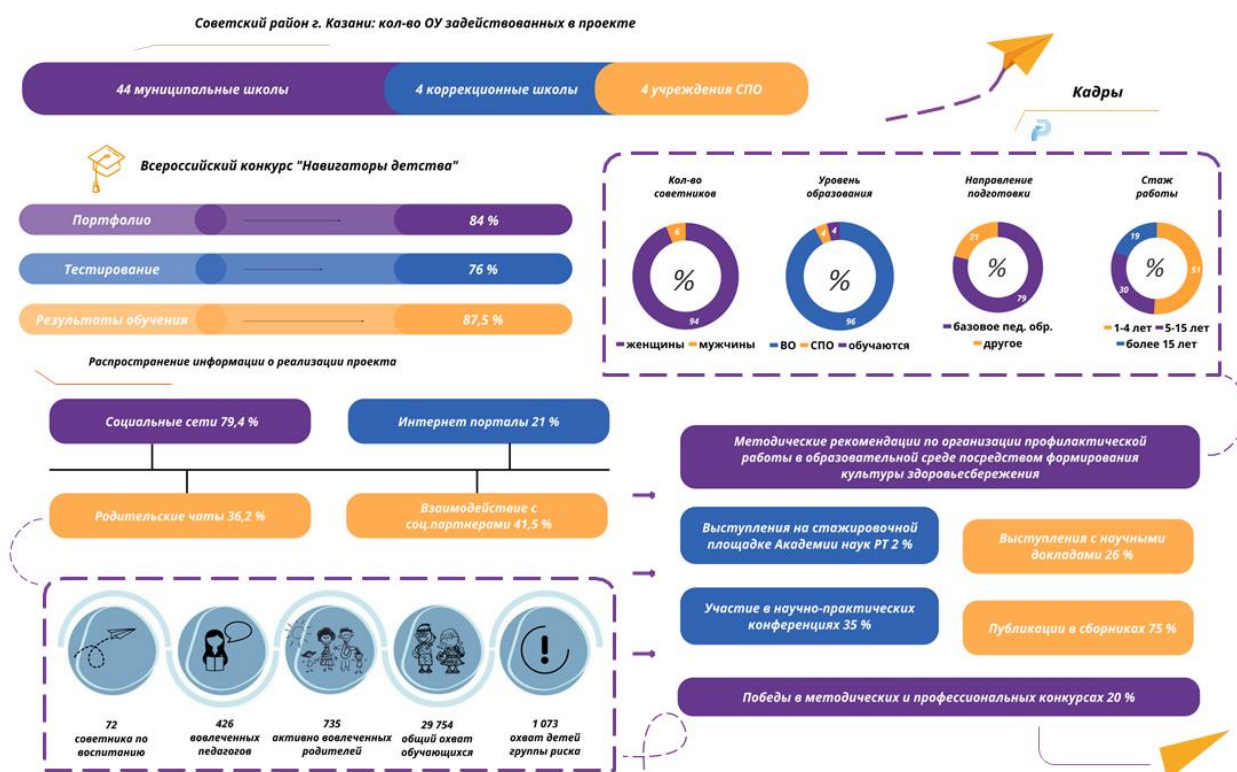 Советский район г. Казани: кол-во ОУ задействованных в проекте
44 муниципальные школы
4 коррекционные школы
4 учреждения СПО
Кадры
Всероссийский конкурс "Навигаторы детства"
Портфолио
84 %
Тестирование
76 %
Результаты обучения
87,5 %
Кол-во
советников
6
%
94
женщины мужчины
Уровень
образования
4 4
%
96
ВО СПО обучаются
Направление
подготовки
21
%
79
базовое пед. обр.
другое
Стаж
работы
19
%
51
30
1-4 лет 5-15 лет
более 15 лет
Распространение информации о реализации проекта
Социальные сети 79,4 %
Интернет порталы 21 %
Родительские чаты 36,2 %
Взаимодействие с
соц.партнерами 41,5 %
Методические рекомендации по организации профилактической
работы в образовательной среде посредством формирования
культуры здоровьесбережения
Выступления на стажировочной
площадке Академии наук РТ 2 %
Выступления с научными
докладами 26 %
Участие в научно-практических
конференциях 35 %
Публикации в сборниках 75 %
Победы в методических и профессиональных конкурсах 20 %
72
советника по
воспитанию
426
вовлеченных
педагогов
735
активно вовлеченных
родителей
29 754
общий охват
обучающихся
1 073
охват детей
группы риска